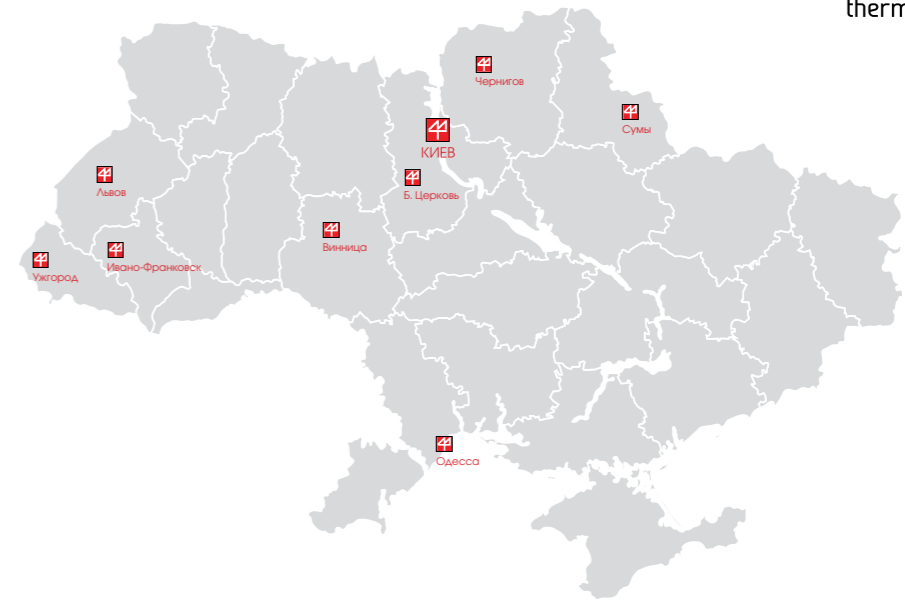 therm
Чернигов
Сумы
КИЕВ
Львов
Б. Церковь
Винница
Ивано-Франковск
Ужгород
Одесса